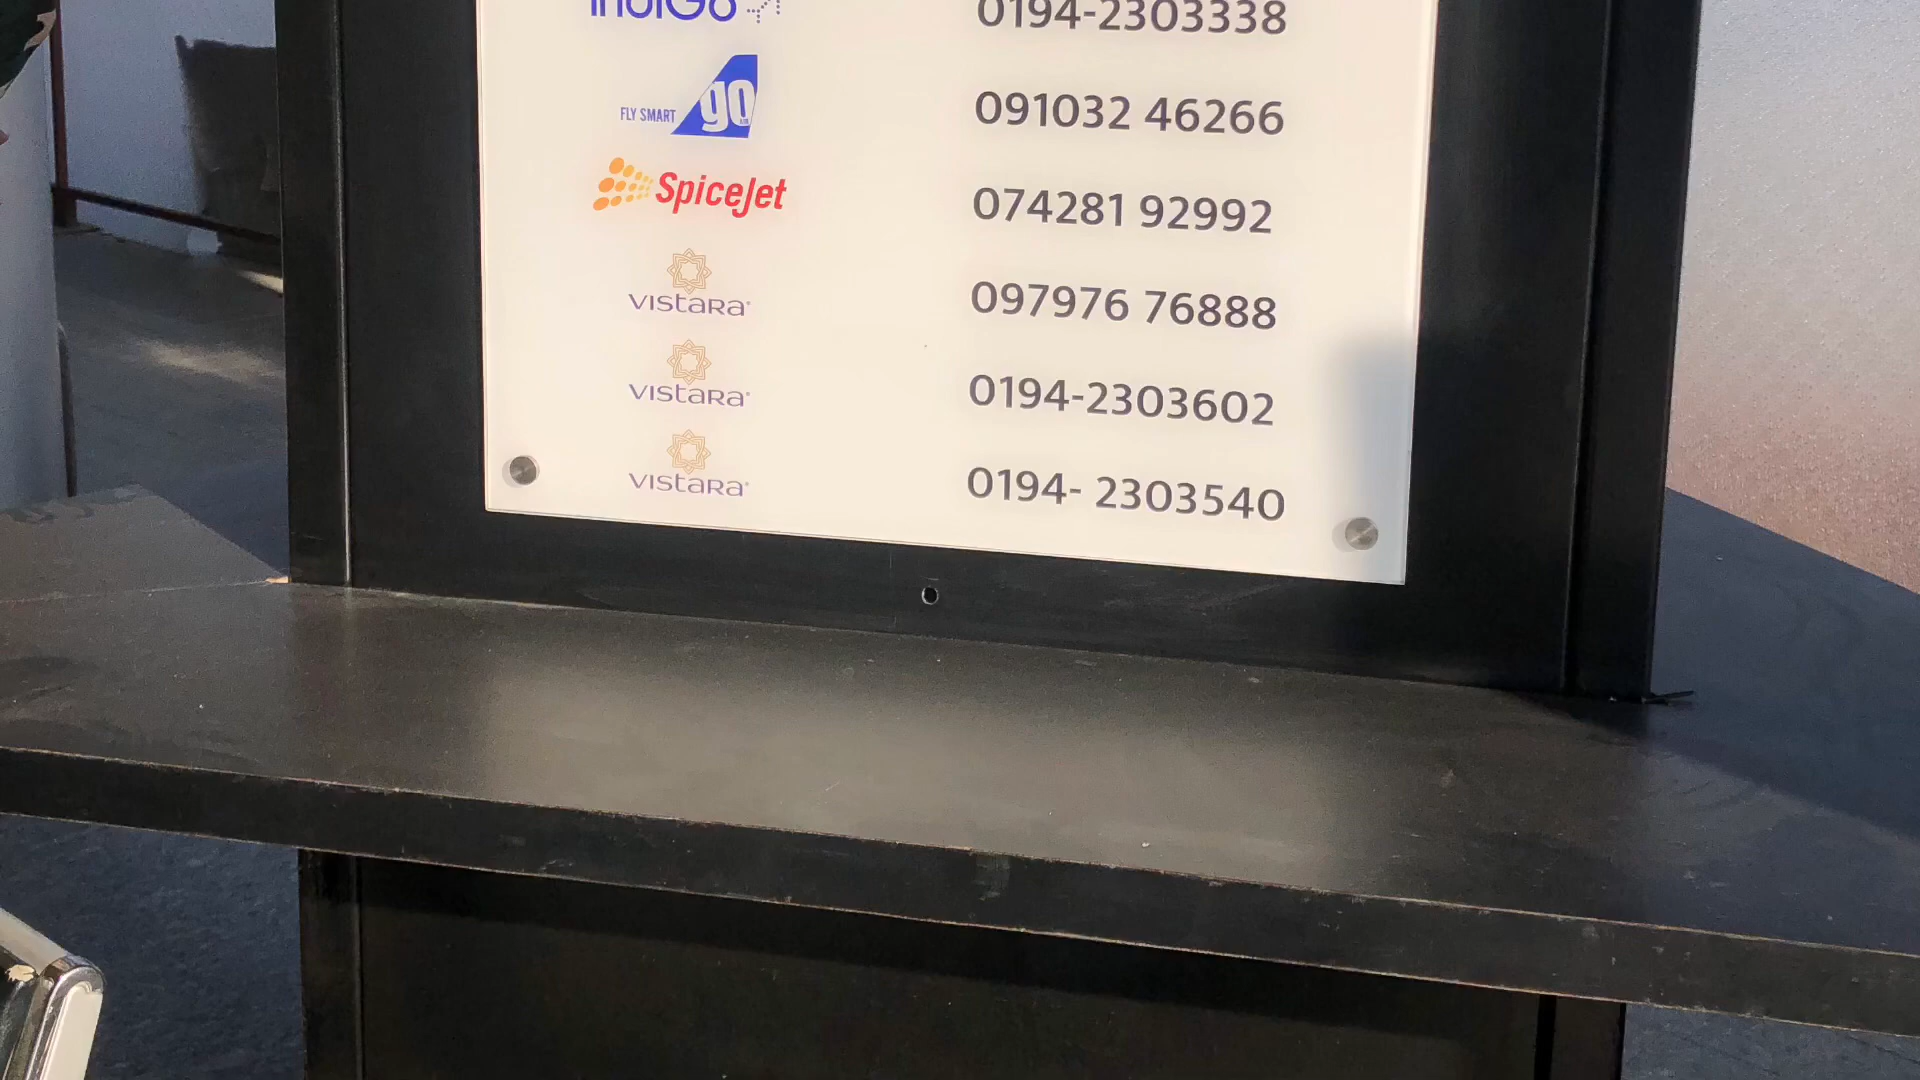 IndiGo 0194-2303338
FLY SMART go 091032 46266
SpiceJet 074281 92992
vistara 097976 76888
vistara 0194-2303602
vistara 0194- 2303540